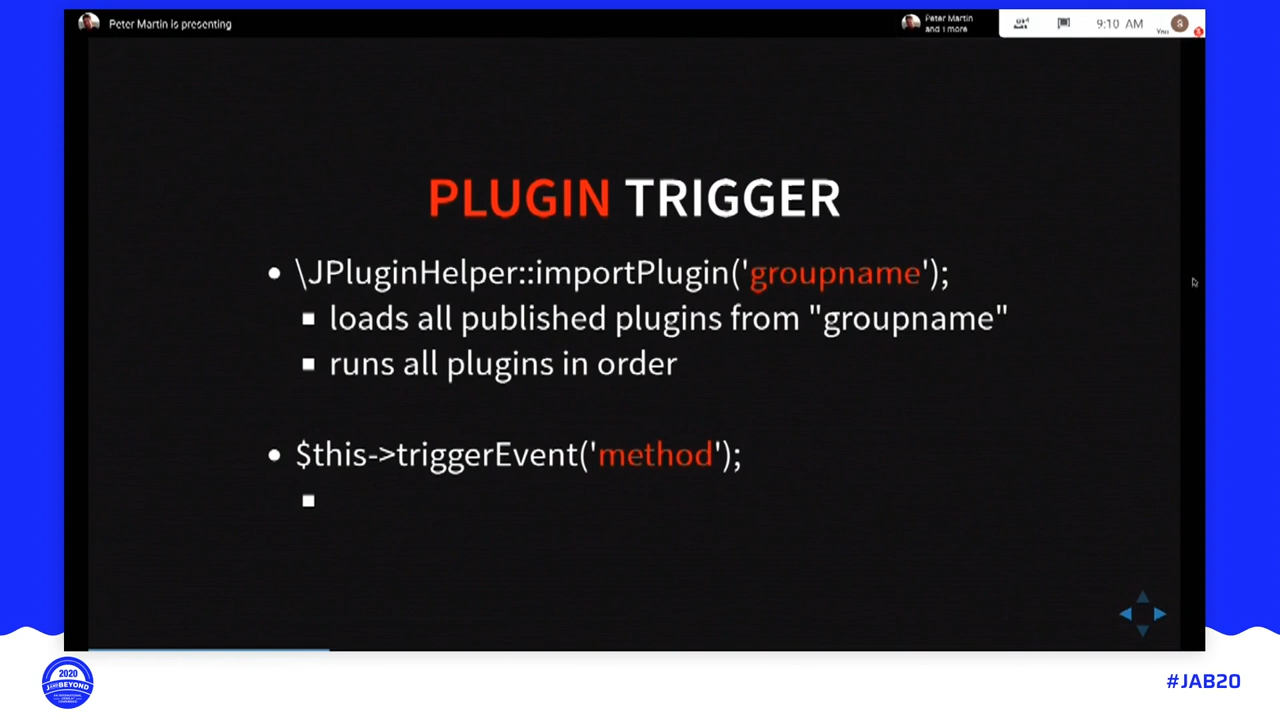 Peter Martin is presenting
Peter Martin
and 1 more
9:10 AM
You
S
PLUGIN TRIGGER
\JPluginHelper::importPlugin('groupname');
loads all published plugins from "groupname"
runs all plugins in order
$this->triggerEvent('method');
2020
JANDBEYOND
#JAB20